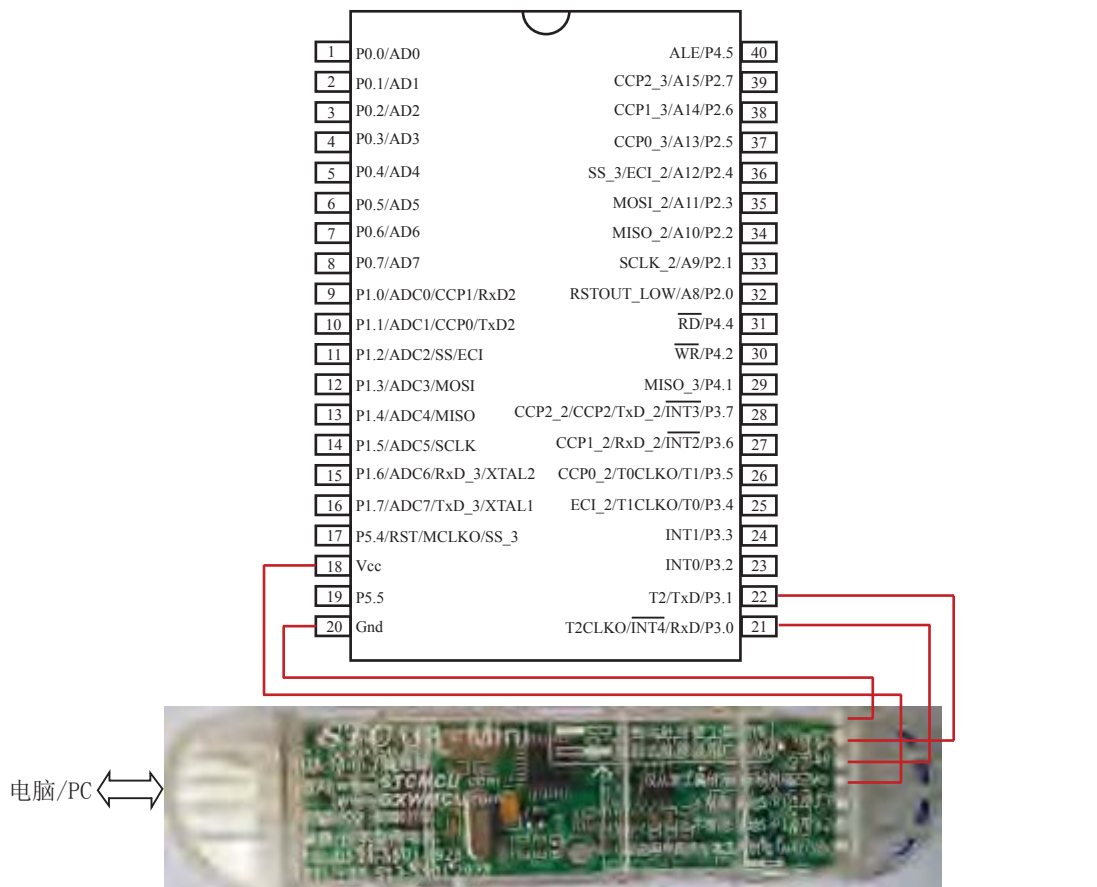 1 P0.0/AD0
2 P0.1/AD1
3 P0.2/AD2
4 P0.3/AD3
5 P0.4/AD4
6 P0.5/AD5
7 P0.6/AD6
8 P0.7/AD7
9 P1.0/ADC0/CCP1/RxD2
10 P1.1/ADC1/CCP0/TxD2
11 P1.2/ADC2/SS/ECI
12 P1.3/ADC3/MOSI
13 P1.4/ADC4/MISO
14 P1.5/ADC5/SCLK
15 P1.6/ADC6/RxD_3/XTAL2
16 P1.7/ADC7/TxD_3/XTAL1
17 P5.4/RST/MCLKO/SS_3
18 Vcc
19 P5.5
20 Gnd
ALE/P4.5 40
CCP2_3/A15/P2.7 39
CCP1_3/A14/P2.6 38
CCP0_3/A13/P2.5 37
SS_3/ECI_2/A12/P2.4 36
MOSI_2/A11/P2.3 35
MISO_2/A10/P2.2 34
SCLK_2/A9/P2.1 33
RSTOUT_LOW/A8/P2.0 32
RD/P4.4 31
WR/P4.2 30
MISO_3/P4.1 29
CCP2_2/CCP2/TxD_2/INT3/P3.7 28
CCP1_2/RxD_2/INT2/P3.6 27
CCP0_2/T0CLKO/T1/P3.5 26
ECI_2/T1CLKO/T0/P3.4 25
INT1/P3.3 24
INT0/P3.2 23
T2/TxD/P3.1 22
T2CLKO/INT4/RxD/P3.0 21
电脑/PC
Mini
STCMCU.com
GXWMCU.com